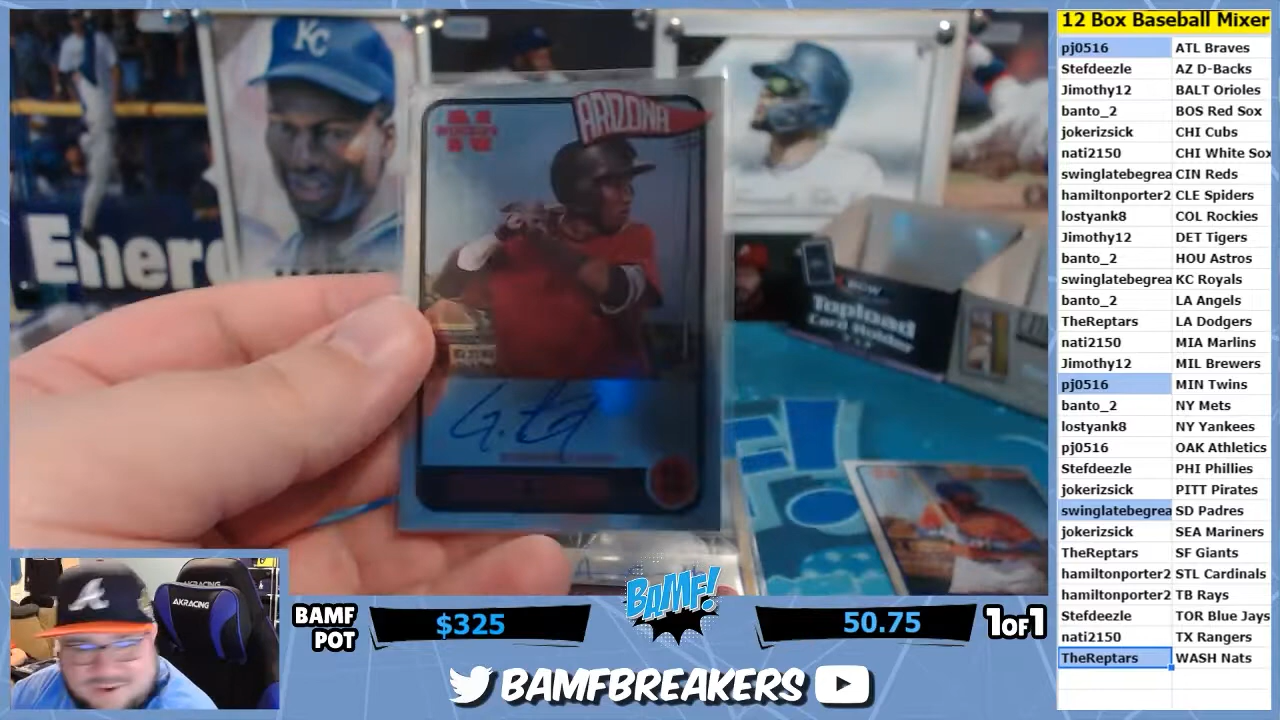 KC
Ener
ARIZONA
N
Topload
Card Holder
AKRACING
AKRACING
A
BAMF
POT
$325
BAMF!
50.75
1OF1
BAMFBREAKERS
12 Box Baseball Mixer
pj0516 ATL Braves
Stefdeezle AZ D-Backs
Jimothy12 BALT Orioles
banto_2 BOS Red Sox
jokerizsick CHI Cubs
nati2150 CHI White Sox
swinglatebegrea CIN Reds
hamiltonporter2 CLE Spiders
lostyank8 COL Rockies
Jimothy12 DET Tigers
banto_2 HOU Astros
swinglatebegrea KC Royals
banto_2 LA Angels
TheReptars LA Dodgers
nati2150 MIA Marlins
Jimothy12 MIL Brewers
pj0516 MIN Twins
banto_2 NY Mets
lostyank8 NY Yankees
pj0516 OAK Athletics
Stefdeezle PHI Phillies
jokerizsick PITT Pirates
swinglatebegrea SD Padres
jokerizsick SEA Mariners
TheReptars SF Giants
hamiltonporter2 STL Cardinals
hamiltonporter2 TB Rays
Stefdeezle TOR Blue Jays
nati2150 TX Rangers
TheReptars WASH Nats